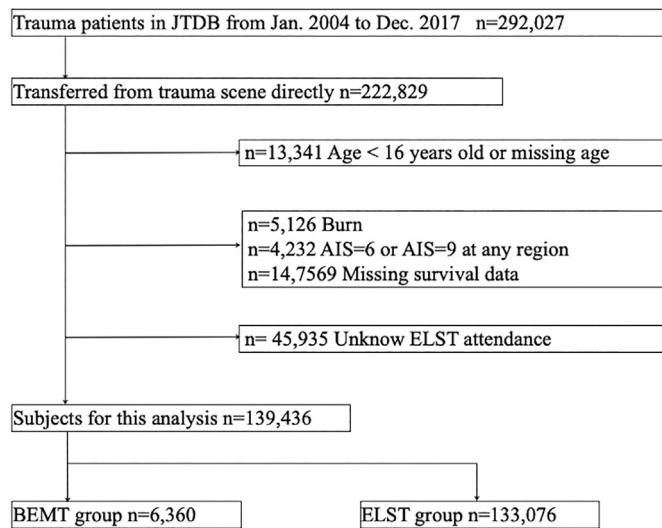 Trauma patients in JTDB from Jan. 2004 to Dec. 2017 n=292,027
Transferred from trauma scene directly n=222,829
n=13,341 Age < 16 years old or missing age
n=5,126 Burn
n=4,232 AIS=6 or AIS=9 at any region
n=14,7569 Missing survival data
n= 45,935 Unknow ELST attendance
Subjects for this analysis n=139,436
BEMT group n=6,360
ELST group n=133,076